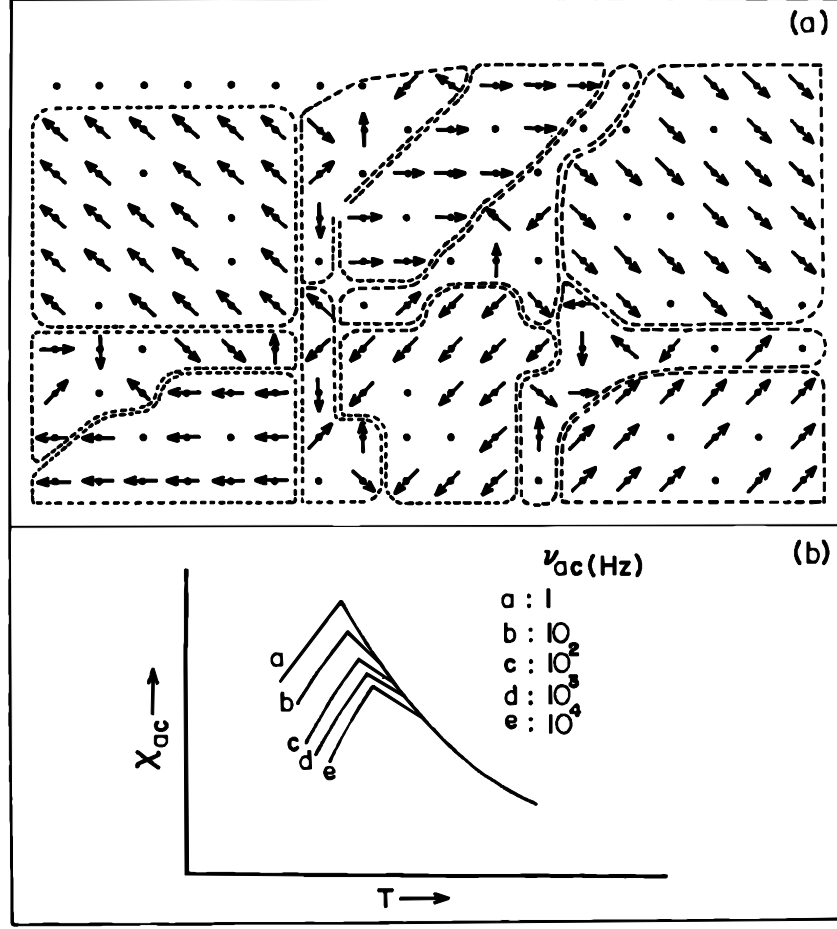 (a)
(b)
ν_ac(Hz)
a : 1
b : 10
c : 10²
d : 10³
e : 10⁴
a
b
c
d
e
χ_ac →
T →